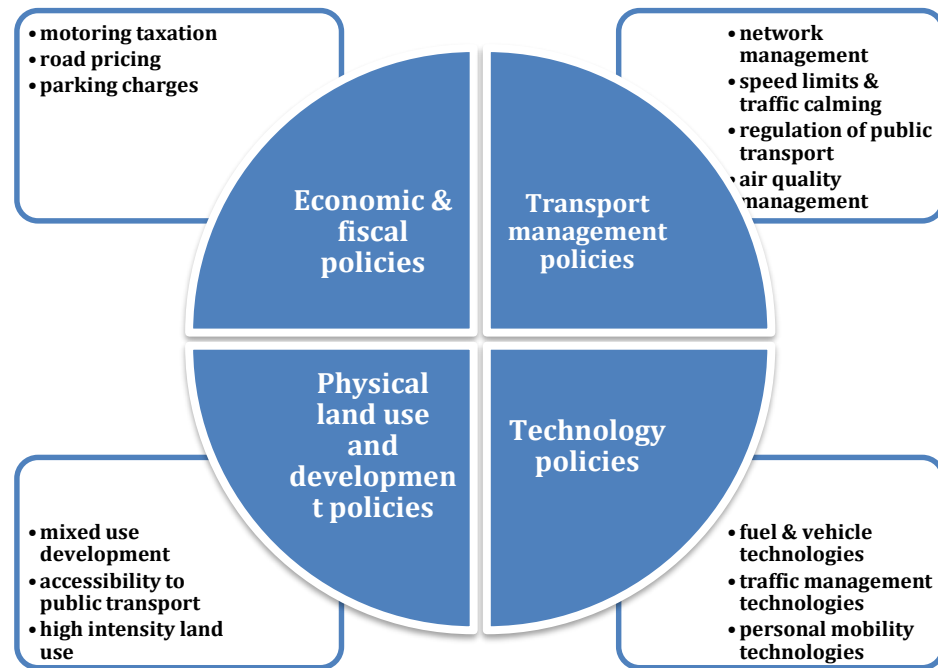 • motoring taxation
• road pricing
• parking charges
• network
management
• speed limits &
traffic calming
• regulation of public
transport
• air quality
management
Economic &
fiscal
policies
Transport
management
policies
Physical
land use
and
developmen
t policies
Technology
policies
• mixed use
development
• accessibility to
public transport
• high intensity land
use
• fuel & vehicle
technologies
• traffic management
technologies
• personal mobility
technologies